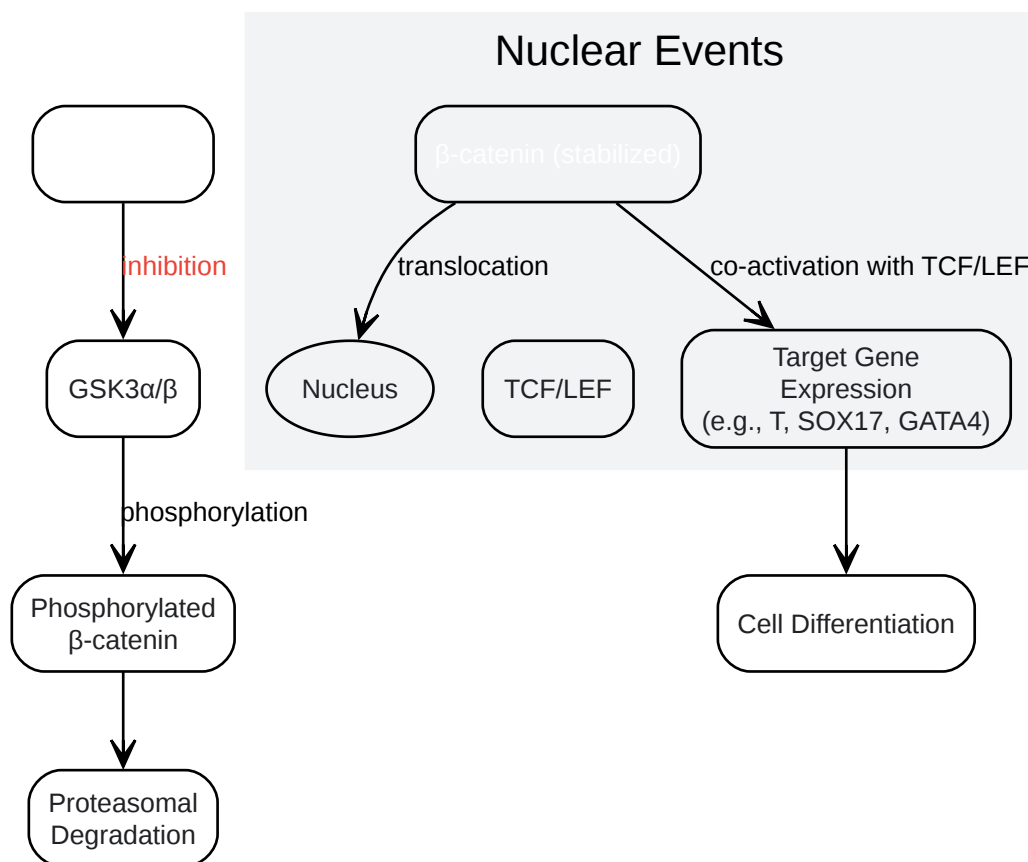 Nuclear Events
β-catenin (stabilized)
inhibition
translocation
co-activation with TCF/LEF
GSK3α/β
Nucleus
TCF/LEF
Target Gene
Expression
(e.g., T, SOX17, GATA4)
phosphorylation
Phosphorylated
β-catenin
Cell Differentiation
Proteasomal
Degradation